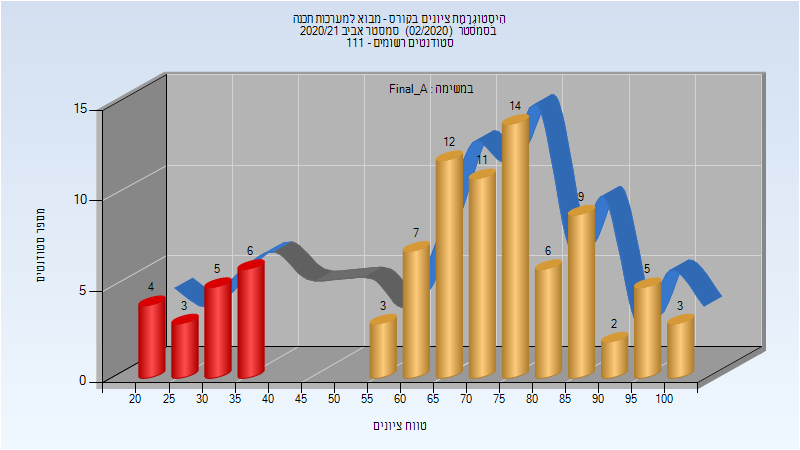 היסטוגרמת ציונים בקורס - מבוא למערכות תכנה
בסמסטר (02/2020) סמסטר אביב 2020/21
סטודנטים רשומים - 111
במשימה : Final_A
15
10
5
0
מספר סטודנטים
4
3
5
6
3
7
12
11
14
6
9
2
5
3
20 25 30 35 40 45 50 55 60 65 70 75 80 85 90 95 100
טווח ציונים